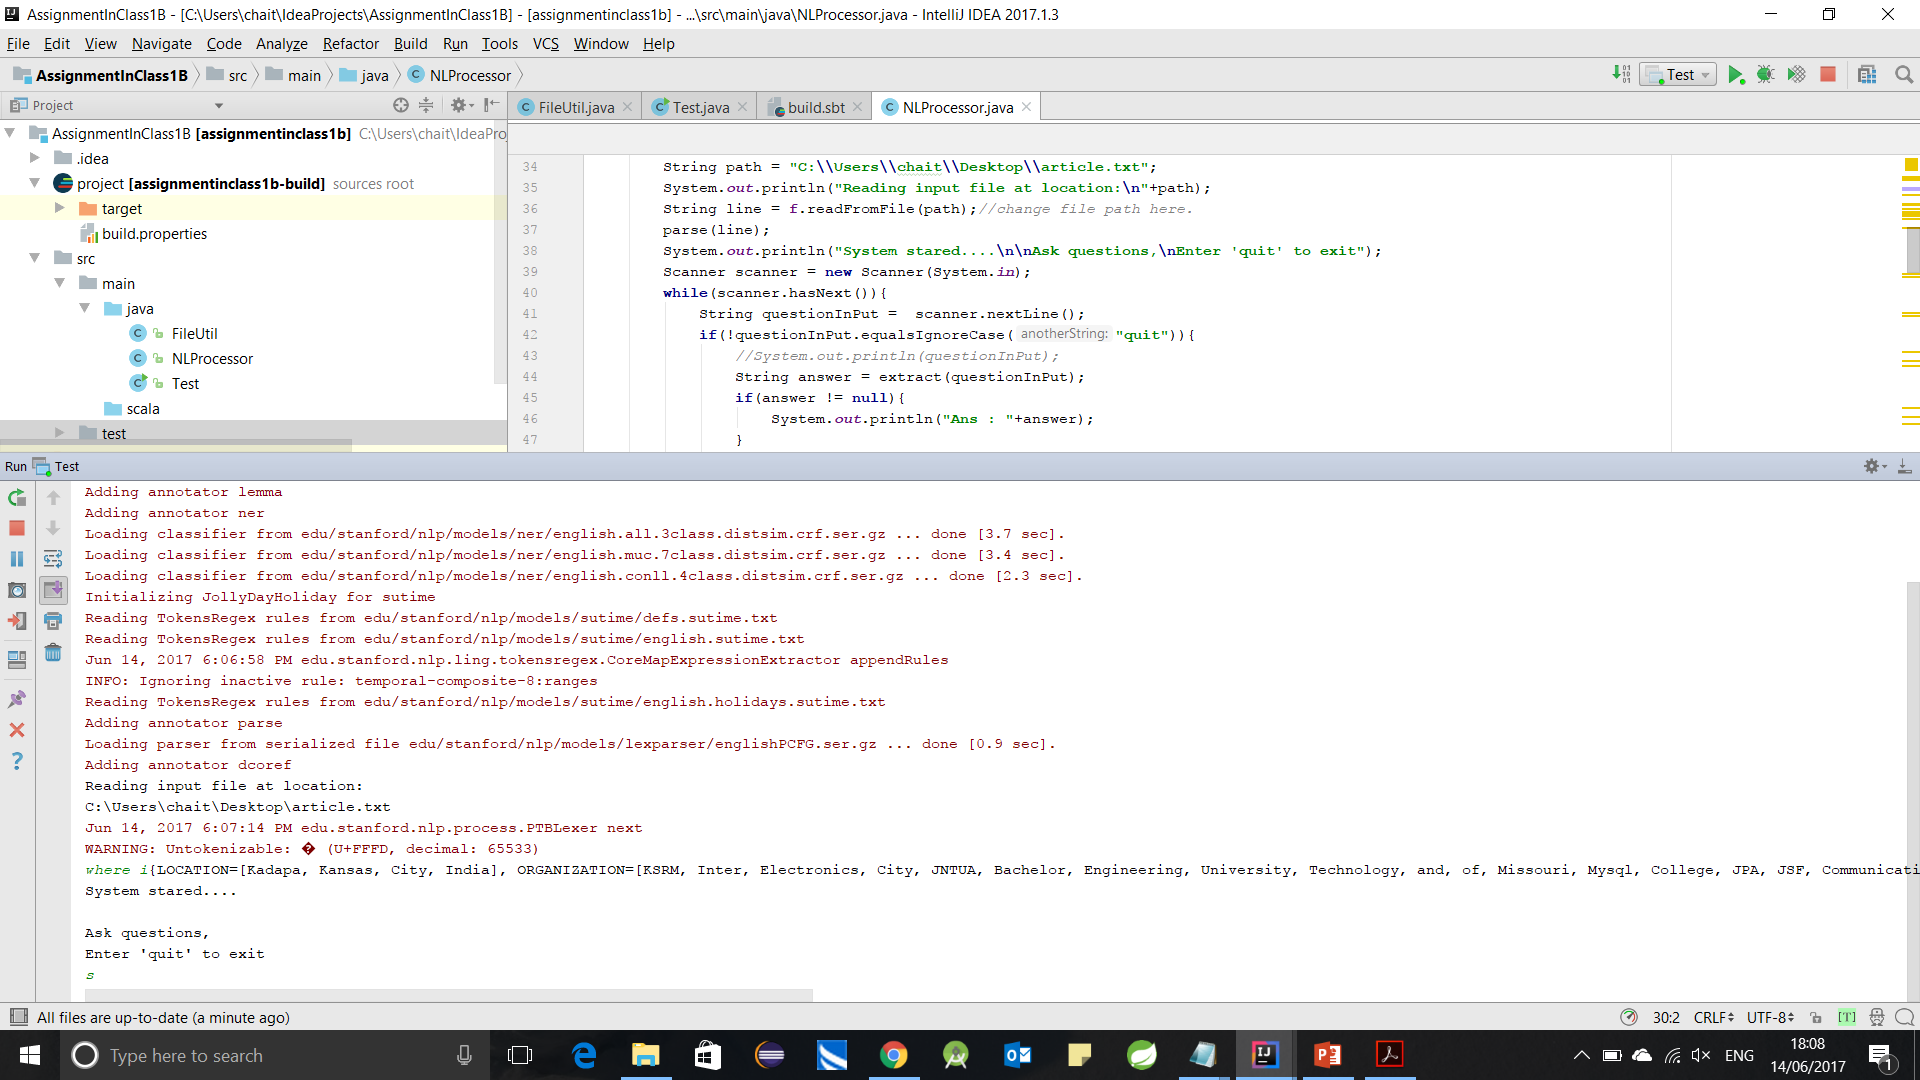 AssignmentInClass1B - [C:\Users\chait\IdeaProjects\AssignmentInClass1B] - [assignmentinclass1b] - ...\src\main\java\NLProcessor.java - IntelliJ IDEA 2017.1.3
File Edit View Navigate Code Analyze Refactor Build Run Tools VCS Window Help
AssignmentInClass1B src main java NLProcessor Test
Project FileUtil.java Test.java build.sbt NLProcessor.java
AssignmentInClass1B [assignmentinclass1b] C:\Users\chait\IdeaPro
.idea
project [assignmentinclass1b-build] sources root
target
build.properties
src
main
java
FileUtil
NLProcessor
Test
scala
test
34 String path = "C:\\Users\\chait\\Desktop\\article.txt";
35 System.out.println("Reading input file at location:\n"+path);
36 String line = f.readFromFile(path);//change file path here.
37 parse(line);
38 System.out.println("System stared....\n\nAsk questions,\nEnter 'quit' to exit");
39 Scanner scanner = new Scanner(System.in);
40 while(scanner.hasNext()){
41 String questionInPut =  scanner.nextLine();
42 if(!questionInPut.equalsIgnoreCase( anotherString: "quit")){
43 //System.out.println(questionInPut);
44 String answer = extract(questionInPut);
45 if(answer != null){
46 System.out.println("Ans : "+answer);
47 }
Run Test
Adding annotator lemma
Adding annotator ner
Loading classifier from edu/stanford/nlp/models/ner/english.all.3class.distsim.crf.ser.gz ... done [3.7 sec].
Loading classifier from edu/stanford/nlp/models/ner/english.muc.7class.distsim.crf.ser.gz ... done [3.4 sec].
Loading classifier from edu/stanford/nlp/models/ner/english.conll.4class.distsim.crf.ser.gz ... done [2.3 sec].
Initializing JollyDayHoliday for sutime
Reading TokensRegex rules from edu/stanford/nlp/models/sutime/defs.sutime.txt
Reading TokensRegex rules from edu/stanford/nlp/models/sutime/english.sutime.txt
Jun 14, 2017 6:06:58 PM edu.stanford.nlp.ling.tokensregex.CoreMapExpressionExtractor appendRules
INFO: Ignoring inactive rule: temporal-composite-8:ranges
Reading TokensRegex rules from edu/stanford/nlp/models/sutime/english.holidays.sutime.txt
Adding annotator parse
Loading parser from serialized file edu/stanford/nlp/models/lexparser/englishPCFG.ser.gz ... done [0.9 sec].
Adding annotator dcoref
Reading input file at location:
C:\Users\chait\Desktop\article.txt
Jun 14, 2017 6:07:14 PM edu.stanford.nlp.process.PTBLexer next
WARNING: Untokenizable: � (U+FFFD, decimal: 65533)
where i{LOCATION=[Kadapa, Kansas, City, India], ORGANIZATION=[KSRM, Inter, Electronics, City, JNTUA, Bachelor, Engineering, University, Technology, and, of, Missouri, Mysql, College, JPA, JSF, Communicati
System stared....
Ask questions,
Enter 'quit' to exit
s
All files are up-to-date (a minute ago) 30:2 CRLF UTF-8 [T]
Type here to search ENG 18:08
14/06/2017 1